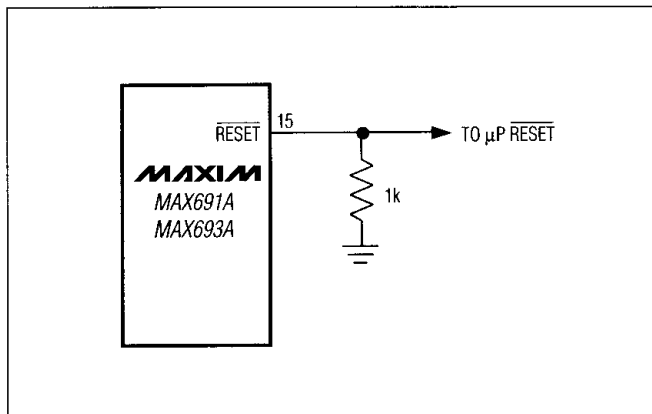 RESET 15
TO μP RESET
MAXIM
MAX691A
MAX693A
1k